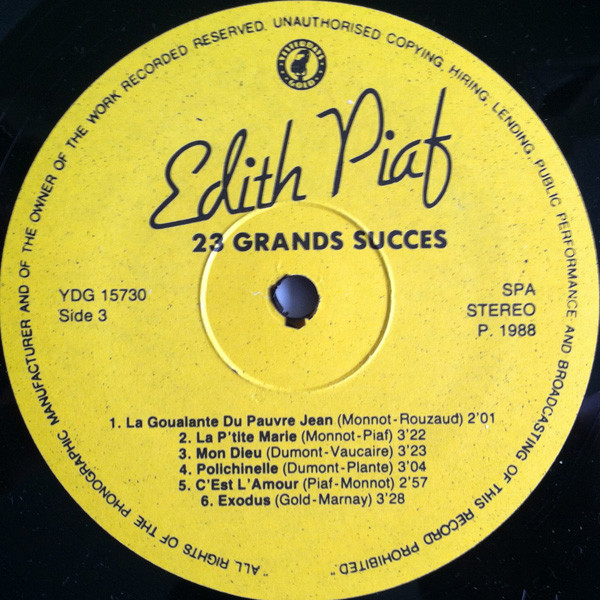 "ALL RIGHTS OF THE PHONOGRAPHIC MANUFACTURER AND OF THE OWNER OF THE WORK RECORDED RESERVED. UNAUTHORISED COPYING, HIRING, LENDING, PUBLIC PERFORMANCE AND BROADCASTING OF THIS RECORD PROHIBITED."
YESTERDAYS
GOLD
Edith Piaf
23 GRANDS SUCCES
YDG 15730
Side 3
SPA
STEREO
P. 1988
1. La Goualante Du Pauvre Jean (Monnot-Rouzaud) 2'01
2. La P'tite Marie (Monnot-Piaf) 3'22
3. Mon Dieu (Dumont-Vaucaire) 3'23
4. Polichinelle (Dumont-Plante) 3'04
5. C'Est L'Amour (Piaf-Monnot) 2'57
6. Exodus (Gold-Marnay) 3'28